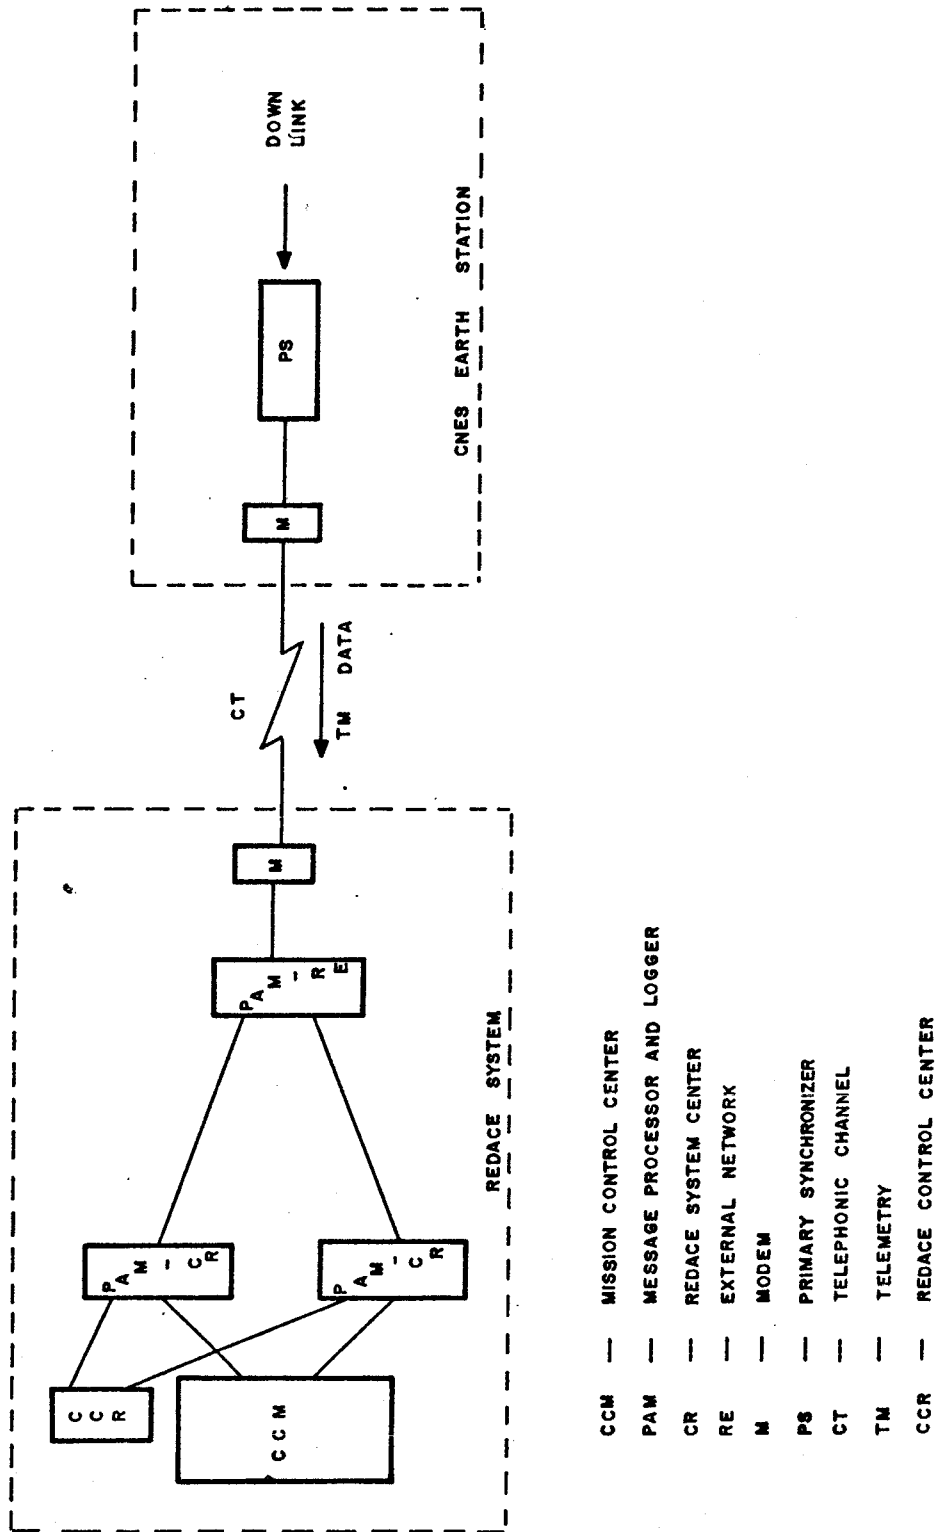 DOWN
LINK
PS
M
CNES EARTH STATION
CT
TM DATA
M
PAM-RE
PAM-CR
PAM-CR
CCR
CCM
REDACE SYSTEM
CCM — MISSION CONTROL CENTER
PAM — MESSAGE PROCESSOR AND LOGGER
CR — REDACE SYSTEM CENTER
RE — EXTERNAL NETWORK
M — MODEM
PS — PRIMARY SYNCHRONIZER
CT — TELEPHONIC CHANNEL
TM — TELEMETRY
CCR — REDACE CONTROL CENTER